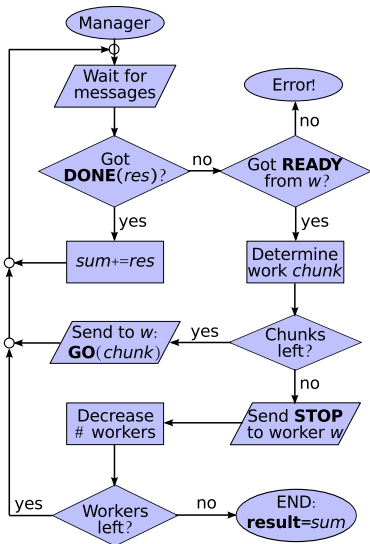 Manager
Wait for
messages
Error!
Got
DONE(res)?
no
Got READY
from w?
no
yes
yes
sum+=res
Determine
work chunk
Send to w:
GO(chunk)
yes
Chunks
left?
no
Decrease
# workers
Send STOP
to worker w
yes
Workers
left?
no
END:
result=sum